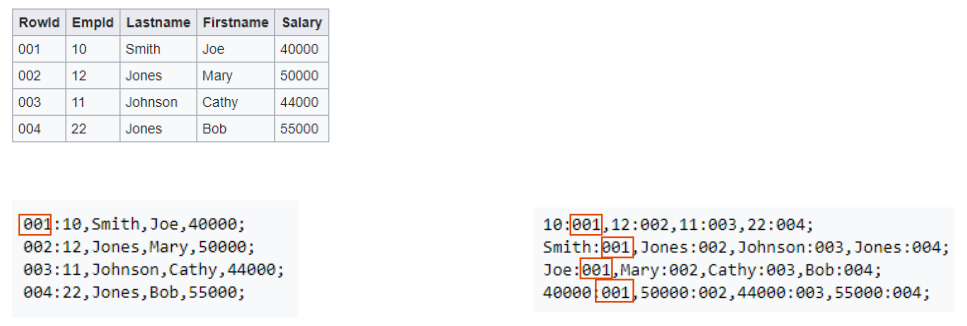 RowId EmpId Lastname Firstname Salary
001 10 Smith Joe 40000
002 12 Jones Mary 50000
003 11 Johnson Cathy 44000
004 22 Jones Bob 55000
001:10,Smith,Joe,40000;
002:12,Jones,Mary,50000;
003:11,Johnson,Cathy,44000;
004:22,Jones,Bob,55000;
10:001,12:002,11:003,22:004;
Smith:001,Jones:002,Johnson:003,Jones:004;
Joe:001,Mary:002,Cathy:003,Bob:004;
40000:001,50000:002,44000:003,55000:004;